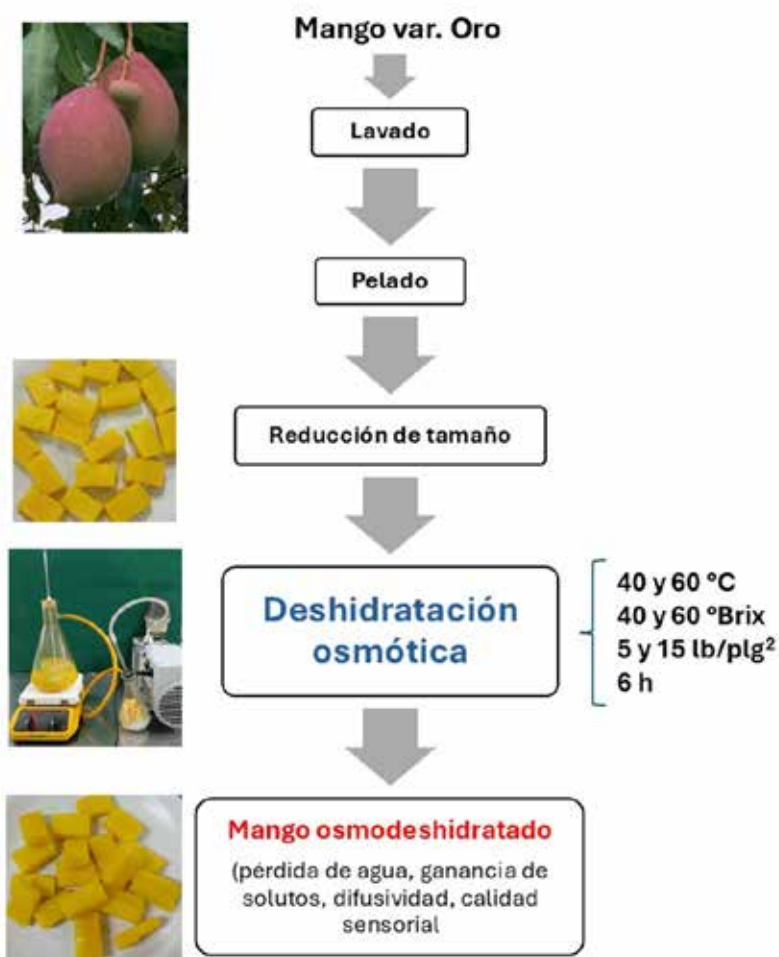 Mango var. Oro
Lavado
Pelado
Reducción de tamaño
Deshidratación
osmótica
40 y 60 °C
40 y 60 °Brix
5 y 15 lb/plg²
6 h
Mango osmodeshidratado
(pérdida de agua, ganancia de
solutos, difusividad, calidad
sensorial